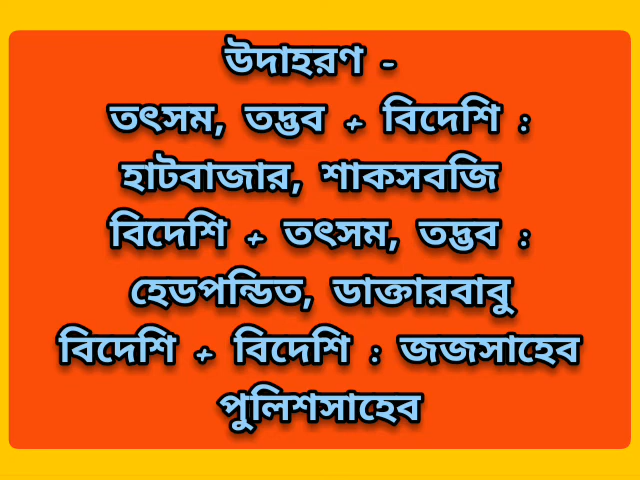 উদাহরণ -
তৎসম, তদ্ভব + বিদেশি :
হাটবাজার, শাকসবজি
বিদেশি + তৎসম, তদ্ভব :
হেডপন্ডিত, ডাক্তারবাবু
বিদেশি + বিদেশি : জজসাহেব
পুলিশসাহেব